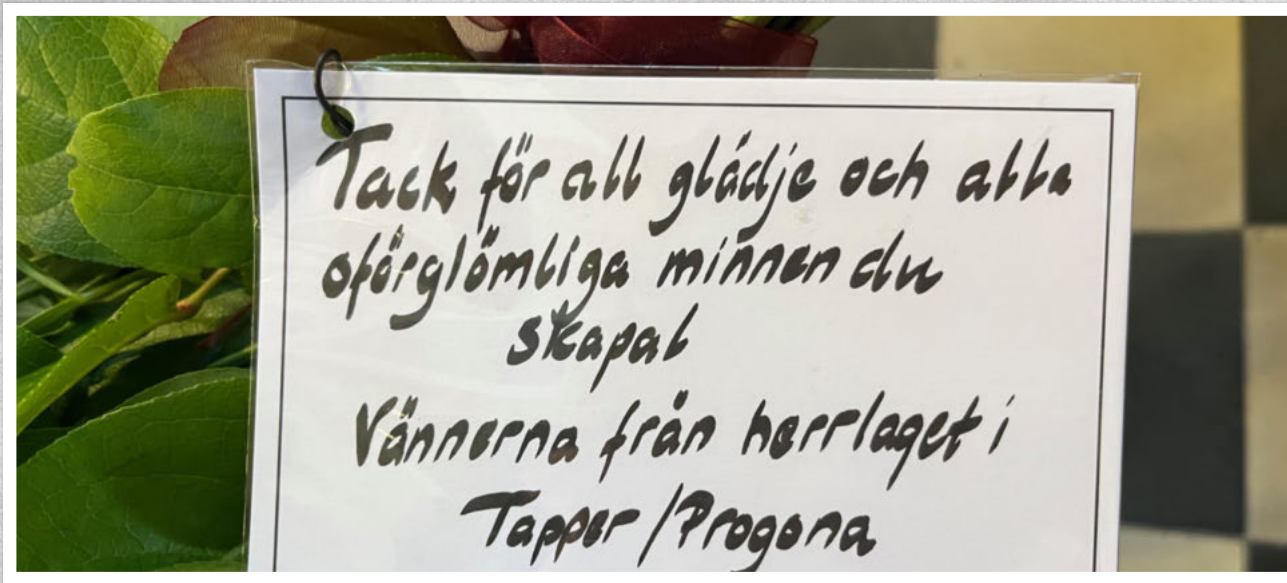 Tack för all glädje och alla
oförglömliga minnen du
skapat
Vännerna från herrlaget i
Tapper/Progona